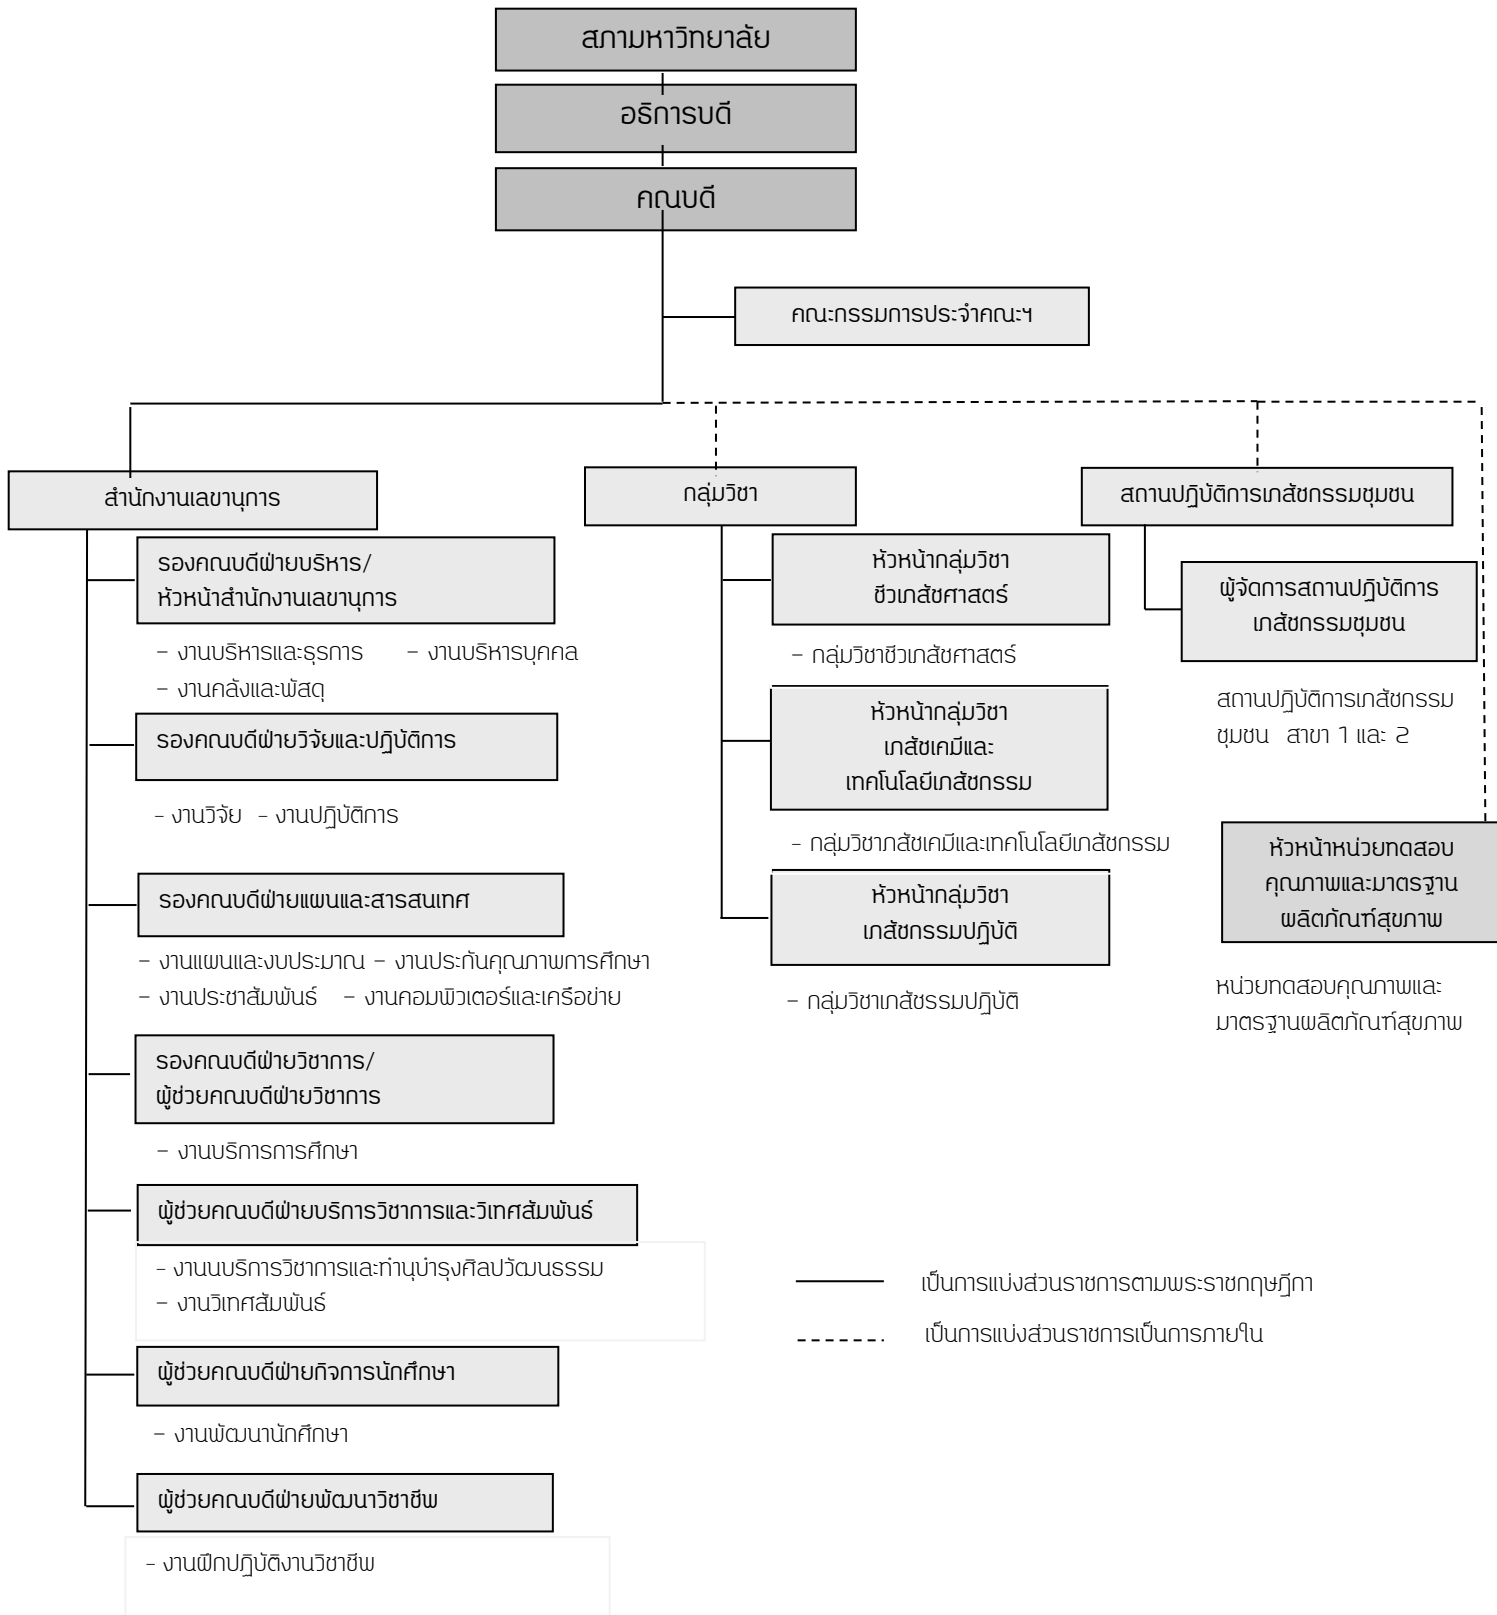 สภามหาวิทยาลัย
อธิการบดี
คณบดี
คณะกรรมการประจำคณะฯ
สำนักงานเลขานุการ
รองคณบดีฝ่ายบริหาร/
หัวหน้าสำนักงานเลขานุการ
– งานบริหารและธุรการ – งานบริหารบุคคล
– งานคลังและพัสดุ
รองคณบดีฝ่ายวิจัยและปฏิบัติการ
- งานวิจัย - งานปฏิบัติการ
รองคณบดีฝ่ายแผนและสารสนเทศ
– งานแผนและงบประมาณ – งานประกันคุณภาพการศึกษา
– งานประชาสัมพันธ์ – งานคอมพิวเตอร์และเครือข่าย
รองคณบดีฝ่ายวิชาการ/
ผู้ช่วยคณบดีฝ่ายวิชาการ
– งานบริการการศึกษา
ผู้ช่วยคณบดีฝ่ายบริการวิชาการและวิเทศสัมพันธ์
- งานนบริการวิชาการและทำนุบำรุงศิลปวัฒนธรรม
– งานวิเทศสัมพันธ์
ผู้ช่วยคณบดีฝ่ายกิจการนักศึกษา
– งานพัฒนานักศึกษา
ผู้ช่วยคณบดีฝ่ายพัฒนาวิชาชีพ
- งานฝึกปฏิบัติงานวิชาชีพ
กลุ่มวิชา
หัวหน้ากลุ่มวิชา
ชีวเภสัชศาสตร์
– กลุ่มวิชาชีวเภสัชศาสตร์
หัวหน้ากลุ่มวิชา
เภสัชเคมีและ
เทคโนโลยีเภสัชกรรม
- กลุ่มวิชาภสัชเคมีและเทคโนโลยีเภสัชกรรม
หัวหน้ากลุ่มวิชา
เภสัชกรรมปฏิบัติ
– กลุ่มวิชาเภสัชรรมปฏิบัติ
สถานปฏิบัติการเภสัชกรรมชุมชน
ผู้จัดการสถานปฏิบัติการ
เภสัชกรรมชุมชน
สถานปฏิบัติการเภสัชกรรม
ชุมชน สาขา 1 และ 2
หัวหน้าหน่วยทดสอบ
คุณภาพและมาตรฐาน
ผลิตภัณฑ์สุขภาพ
หน่วยทดสอบคุณภาพและ
มาตรฐานผลิตภัณฑ์สุขภาพ
เป็นการแบ่งส่วนราชการตามพระราชกฤษฎีกา
เป็นการแบ่งส่วนราชการเป็นการภายใน